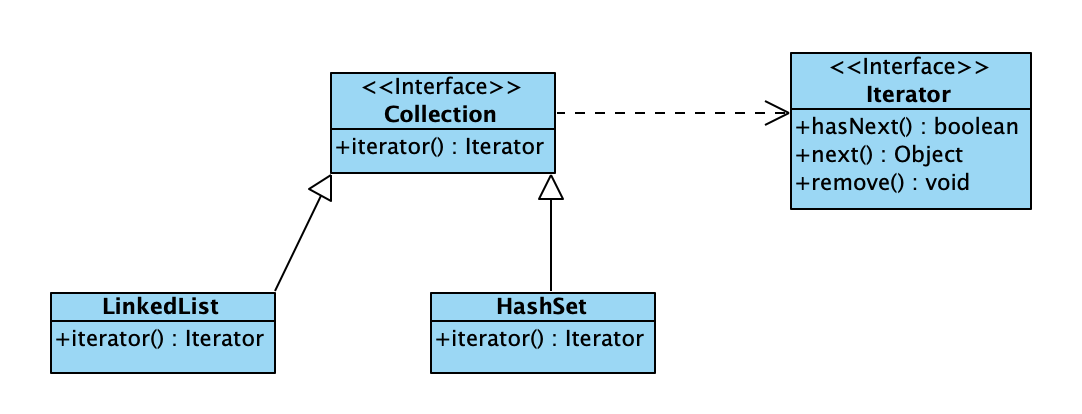 <<Interface>>
Collection
+iterator() : Iterator
<<Interface>>
Iterator
+hasNext() : boolean
+next() : Object
+remove() : void
LinkedList
+iterator() : Iterator
HashSet
+iterator() : Iterator